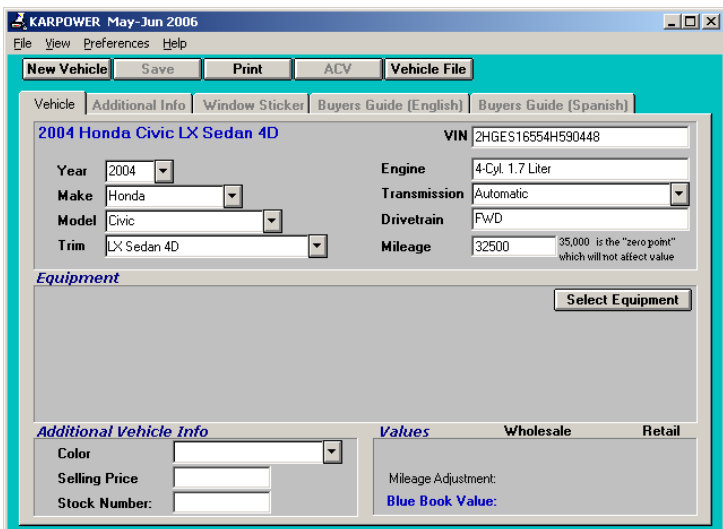 KARPOWER May-Jun 2006
File View Preferences Help
New Vehicle Save Print ACV Vehicle File
Vehicle Additional Info Window Sticker Buyers Guide (English) Buyers Guide (Spanish)
2004 Honda Civic LX Sedan 4D VIN 2HGES16554H590448
Year 2004 Engine 4-Cyl. 1.7 Liter
Make Honda Transmission Automatic
Model Civic Drivetrain FWD
Trim LX Sedan 4D Mileage 32500 35,000 is the "zero point"
which will not affect value
Equipment
Select Equipment
Additional Vehicle Info Values Wholesale Retail
Color
Selling Price Mileage Adjustment:
Stock Number: Blue Book Value: